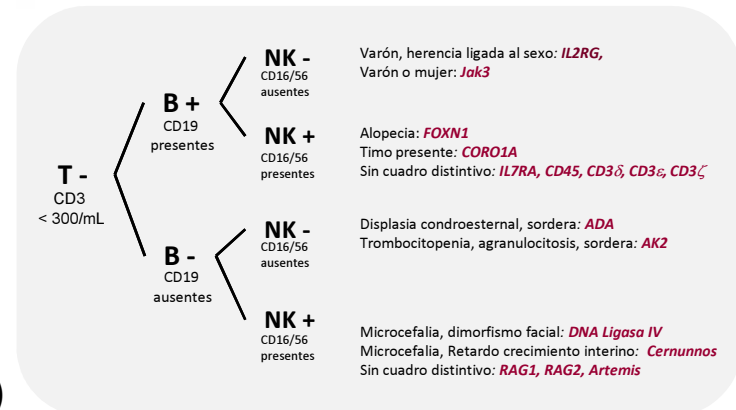 T -
CD3
< 300/mL
B +
CD19
presentes
NK -
CD16/56
ausentes
Varón, herencia ligada al sexo: IL2RG,
Varón o mujer: Jak3
NK +
CD16/56
presentes
Alopecia: FOXN1
Timo presente: CORO1A
Sin cuadro distintivo: IL7RA, CD45, CD3δ, CD3ε, CD3ζ
B -
CD19
ausentes
NK -
CD16/56
ausentes
Displasia condroesternal, sordera: ADA
Trombocitopenia, agranulocitosis, sordera: AK2
NK +
CD16/56
presentes
Microcefalia, dimorfismo facial: DNA Ligasa IV
Microcefalia, Retardo crecimiento interino: Cernunnos
Sin cuadro distintivo: RAG1, RAG2, Artemis